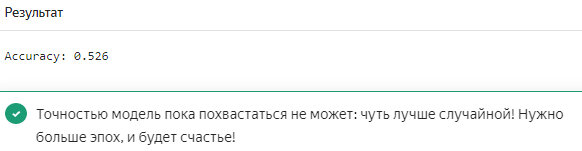 Результат
Accuracy: 0.526
Точностью модель пока похвастаться не может: чуть лучше случайной! Нужно
больше эпох, и будет счастье!